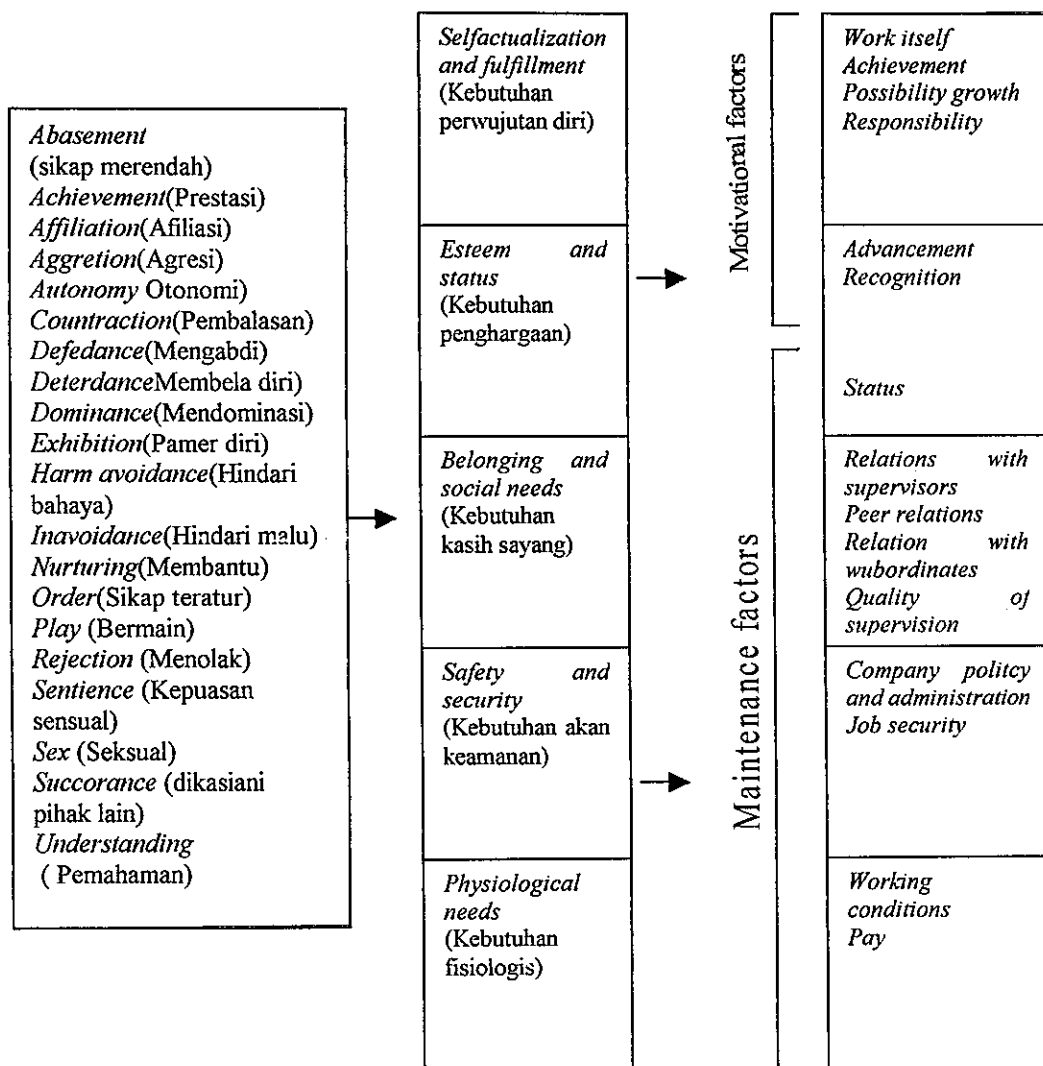 Abasement
(sikap merendah)
Achievement(Prestasi)
Affiliation(Afiliasi)
Aggretion(Agresi)
Autonomy Otonomi)
Countraction(Pembalasan)
Defedance(Mengabdi)
DeterdanceMembela diri)
Dominance(Mendominasi)
Exhibition(Pamer diri)
Harm avoidance(Hindari
bahaya)
Inavoidance(Hindari malu)
Nurturing(Membantu)
Order(Sikap teratur)
Play (Bermain)
Rejection (Menolak)
Sentience (Kepuasan
sensual)
Sex (Seksual)
Succorance (dikasiani
pihak lain)
Understanding
( Pemahaman)
Selfactualization
and fulfillment
(Kebutuhan
perwujutan diri)
Esteem and
status
(Kebutuhan
penghargaan)
Belonging and
social needs
(Kebutuhan
kasih sayang)
Safety and
security
(Kebutuhan akan
keamanan)
Physiological
needs
(Kebutuhan
fisiologis)
Motivational factors
Maintenance factors
Work itself
Achievement
Possibility growth
Responsibility
Advancement
Recognition
Status
Relations with
supervisors
Peer relations
Relation with
wubordinates
Quality of
supervision
Company politcy
and administration
Job security
Working
conditions
Pay